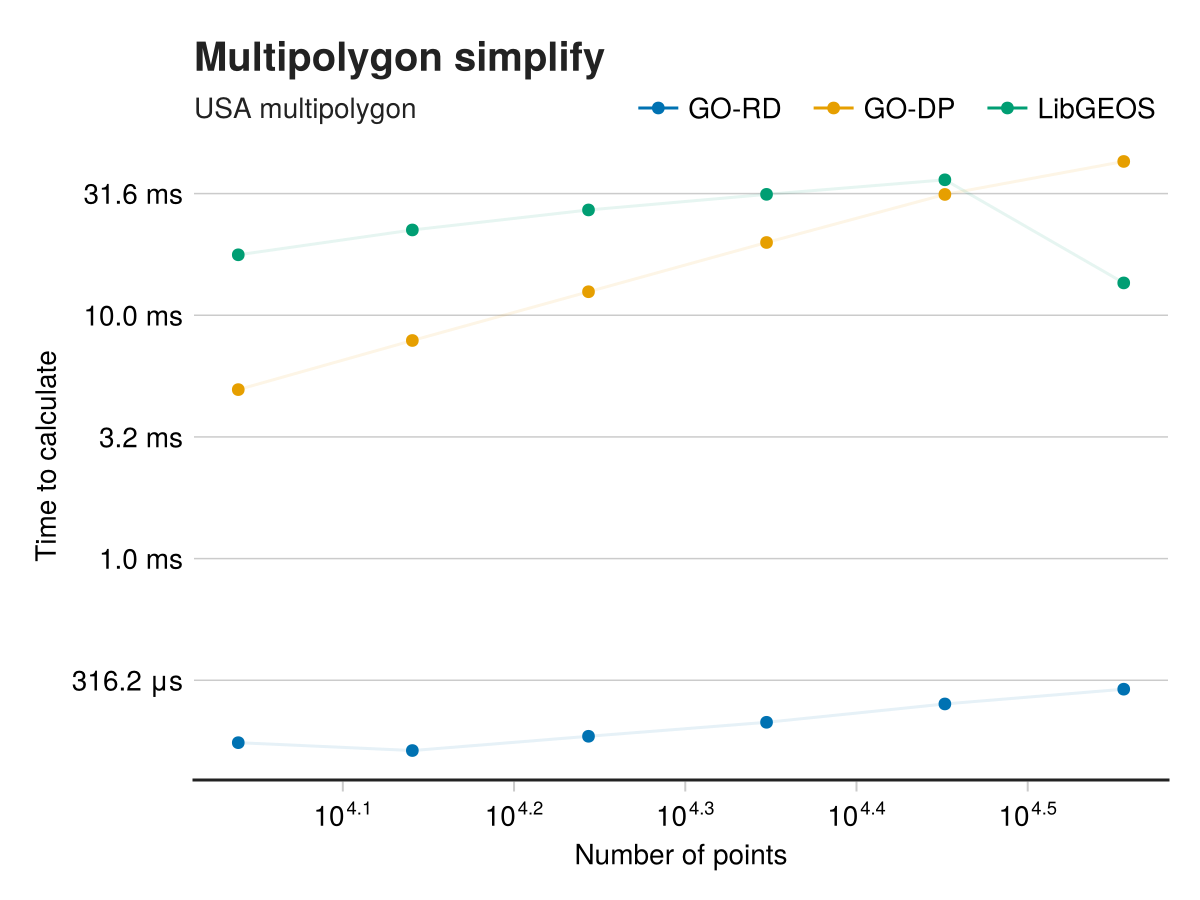 Multipolygon simplify
USA multipolygon
GO-RD GO-DP LibGEOS
31.6 ms
10.0 ms
3.2 ms
1.0 ms
316.2 µs
Time to calculate
10^4.1 10^4.2 10^4.3 10^4.4 10^4.5
Number of points